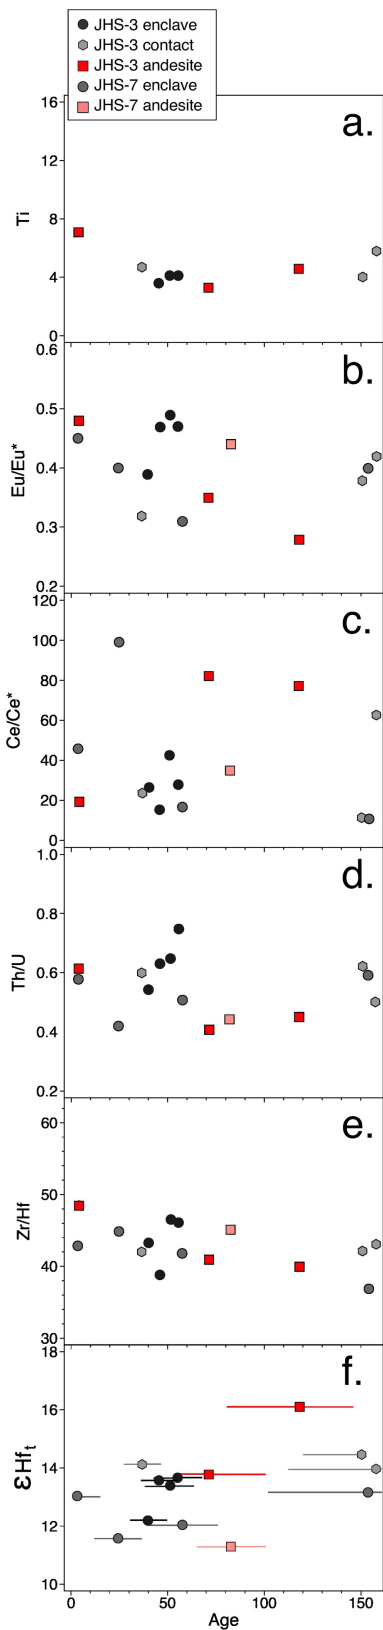 JHS-3 enclave
JHS-3 contact
JHS-3 andesite
JHS-7 enclave
JHS-7 andesite
a.
16
12
8
4
0
Ti
b.
0.6
0.5
0.4
0.3
0.2
Eu/Eu*
c.
120
100
80
60
40
20
0
Ce/Ce*
d.
1.0
0.8
0.6
0.4
0.2
Th/U
e.
60
50
40
30
Zr/Hf
f.
18
16
14
12
10
εHft
0 50 100 150
Age